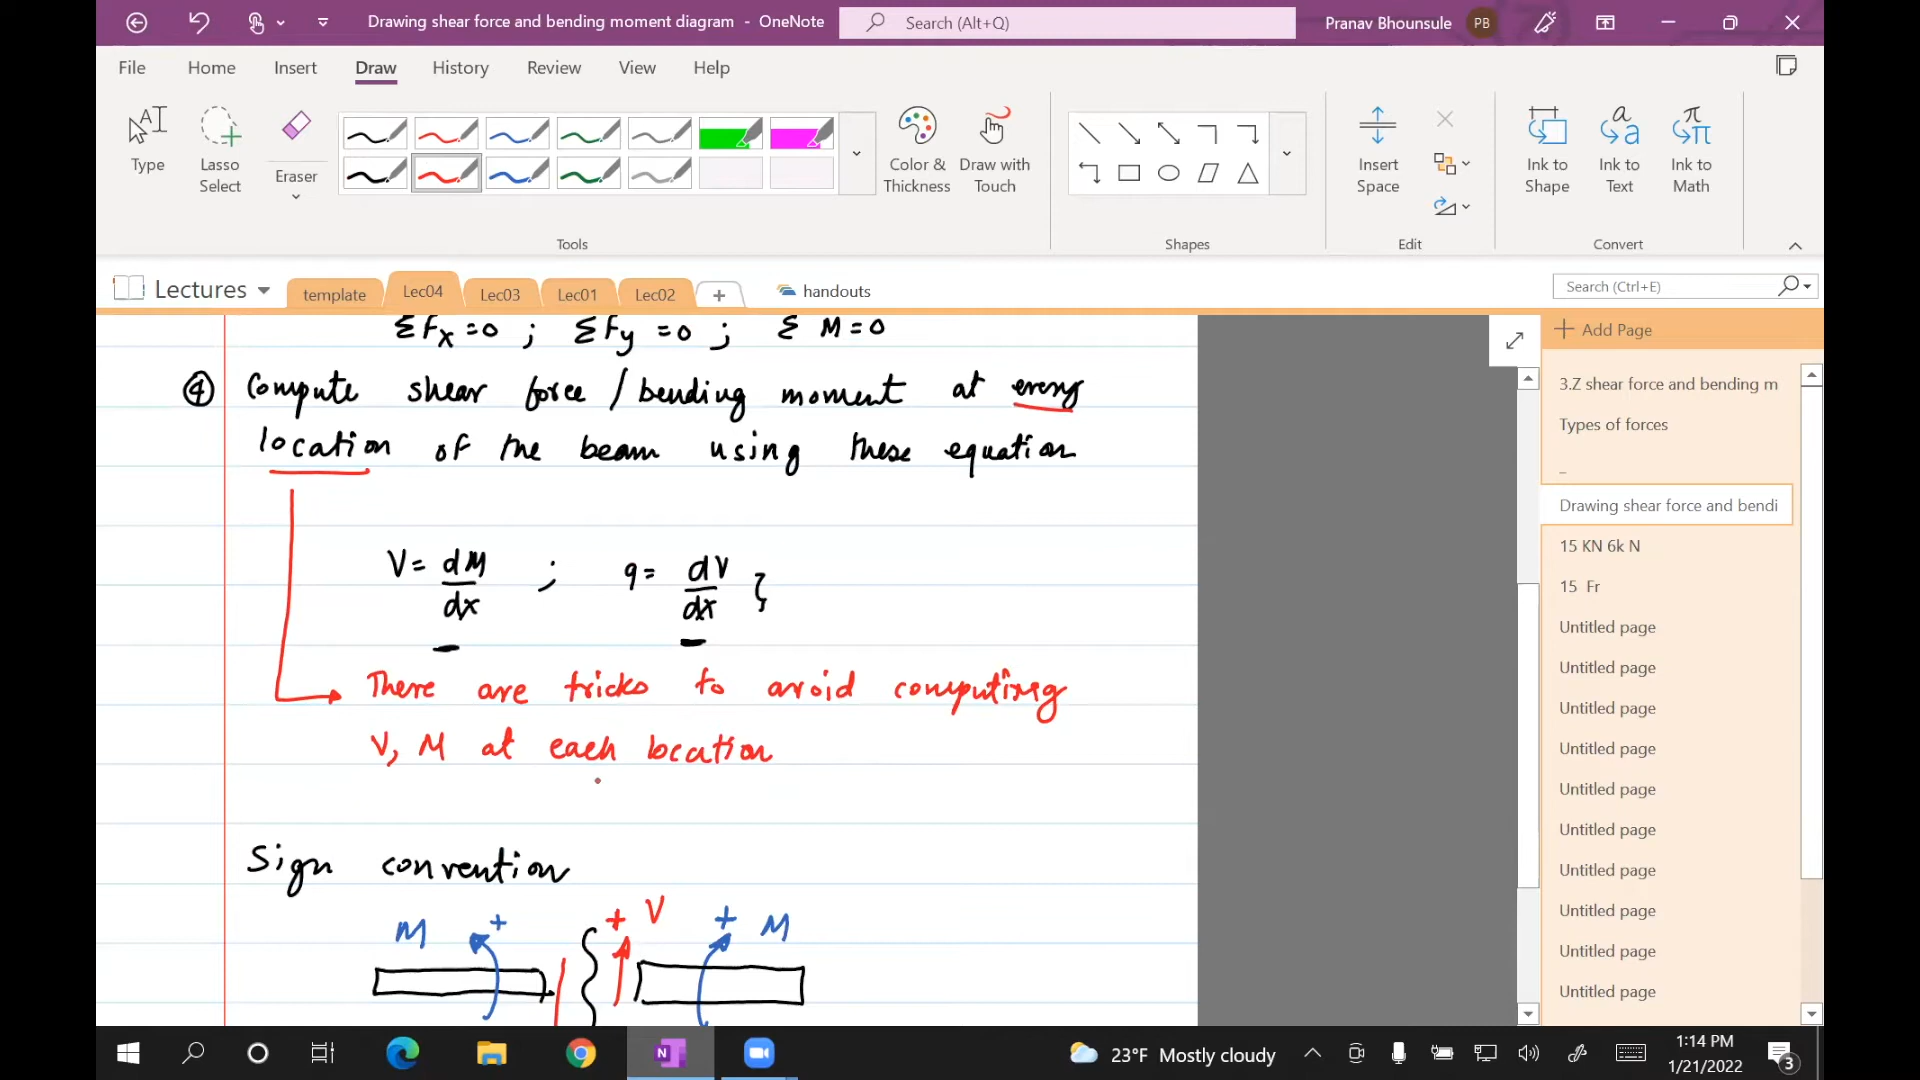 Drawing shear force and bending moment diagram - OneNote
Search (Alt+Q)
Pranav Bhounsule
PB
File Home Insert Draw History Review View Help
Type
Lasso Select
Eraser
Color & Thickness
Draw with Touch
Insert Space
Ink to Shape
Ink to Text
Ink to Math
Tools
Shapes
Edit
Convert
Lectures
template
Lec04
Lec03
Lec01
Lec02
handouts
Search (Ctrl+E)
ΣFx=0 ; ΣFy=0 ; ΣM=0
④ Compute shear force / bending moment at every
location of the beam using these equation
V = dM/dx ; q = dV/dx }
There are tricks to avoid computing
V, M at each location
Sign convention
M + + V + M
Add Page
3.Z shear force and bending m
Types of forces
Drawing shear force and bendi
15 KN 6k N
15 Fr
Untitled page
Untitled page
Untitled page
Untitled page
Untitled page
Untitled page
Untitled page
Untitled page
Untitled page
Untitled page
23°F Mostly cloudy
1:14 PM
1/21/2022
3